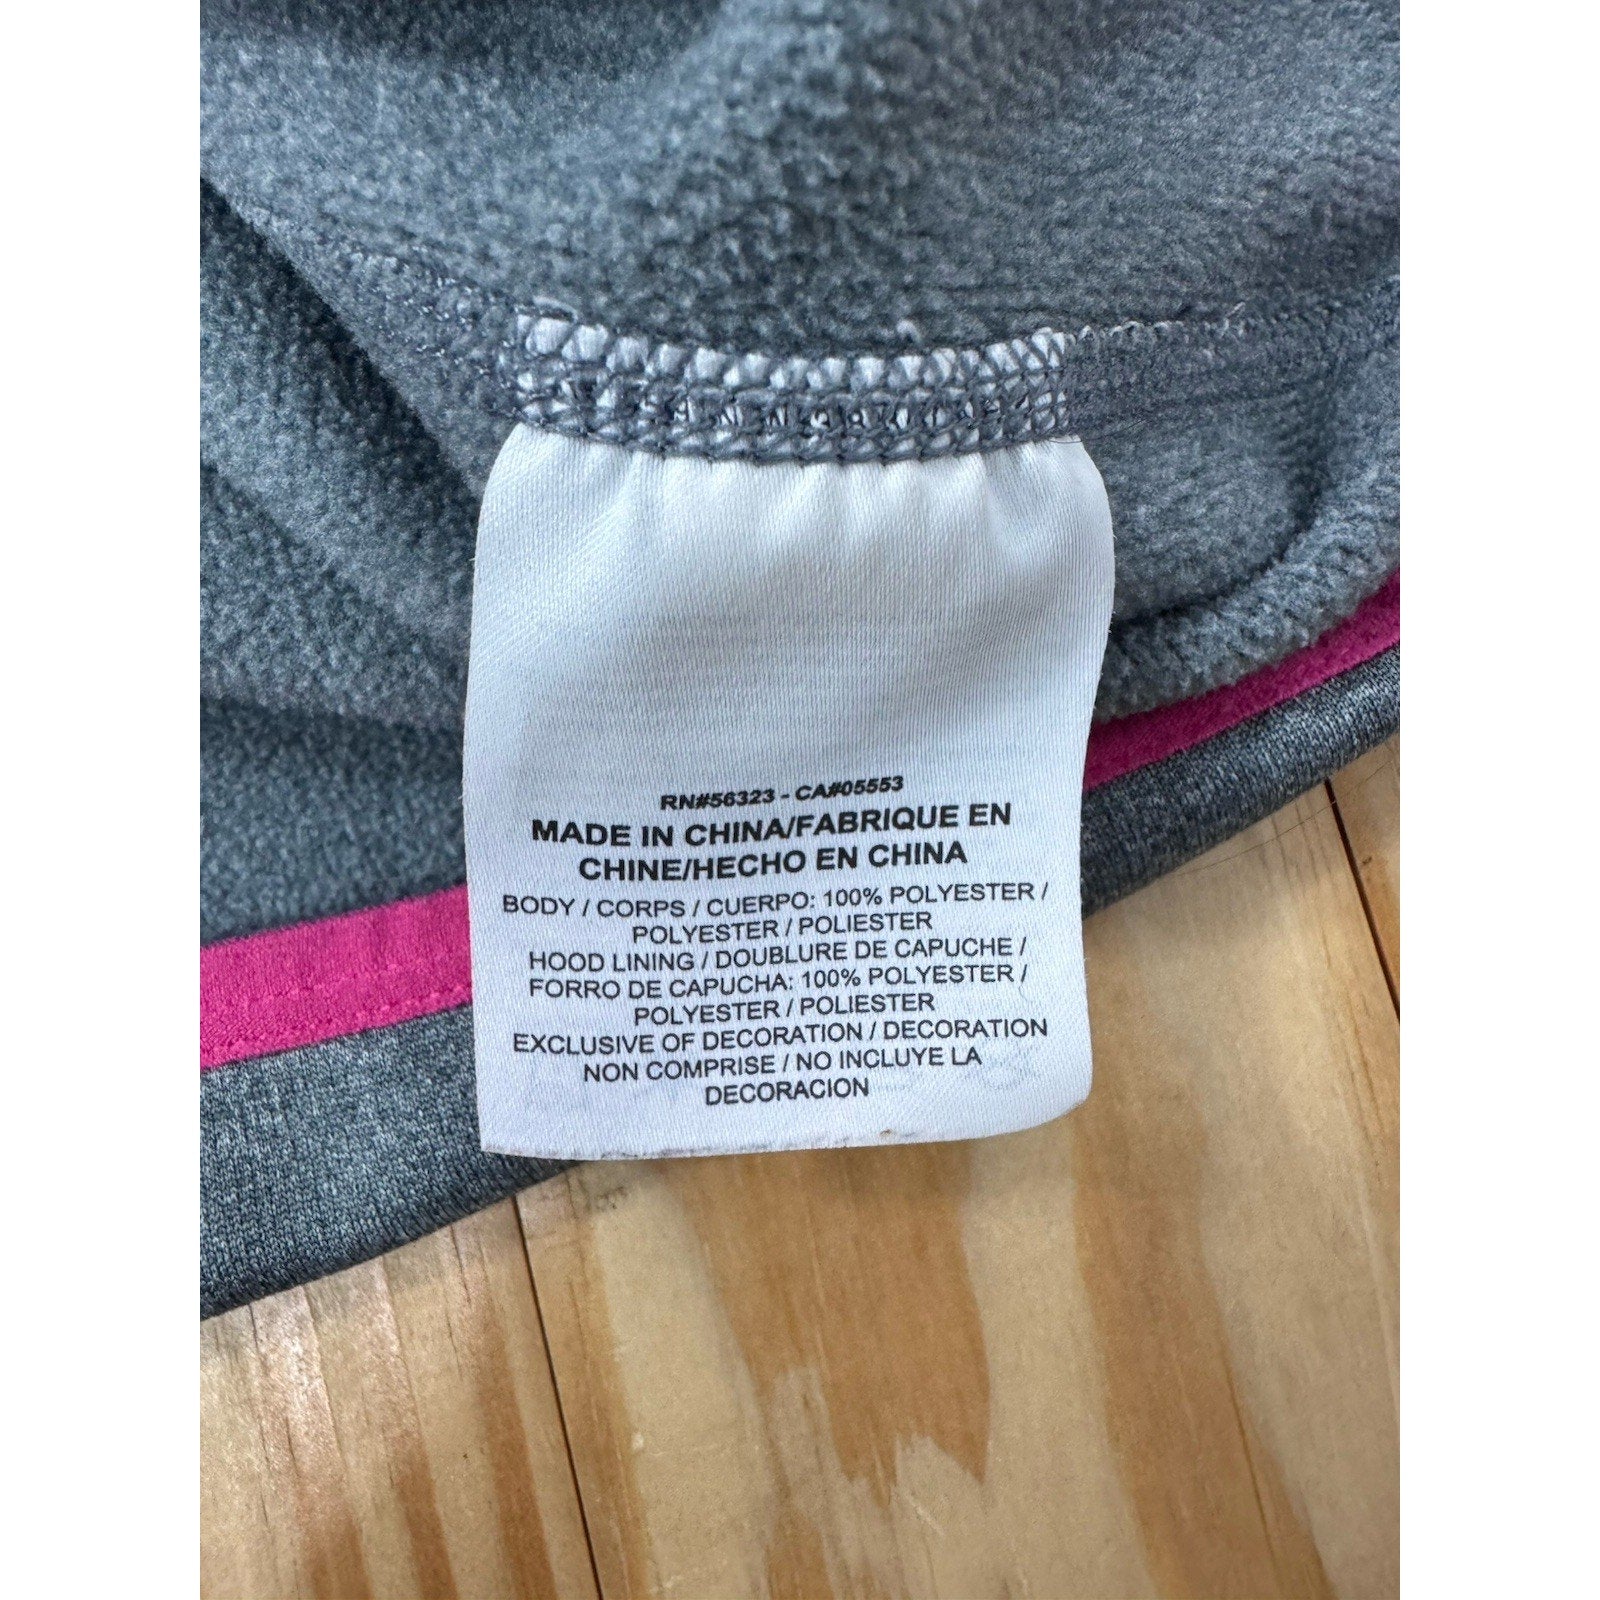 RN#56323 - CA#05553
MADE IN CHINA/FABRIQUE EN
CHINE/HECHO EN CHINA
BODY / CORPS / CUERPO: 100% POLYESTER /
POLYESTER / POLIESTER
HOOD LINING / DOUBLURE DE CAPUCHE /
FORRO DE CAPUCHA: 100% POLYESTER /
POLYESTER / POLIESTER
EXCLUSIVE OF DECORATION / DECORATION
NON COMPRISE / NO INCLUYE LA
DECORACION